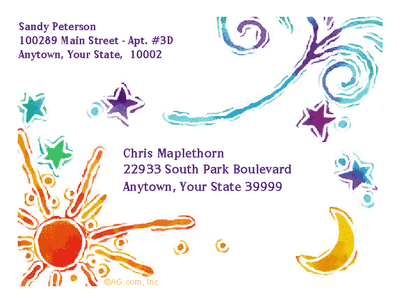 Sandy Peterson
100289 Main Street - Apt. #3D
Anytown, Your State, 10002
Chris Maplethorn
22933 South Park Boulevard
Anytown, Your State 39999
©AG.com, Inc.